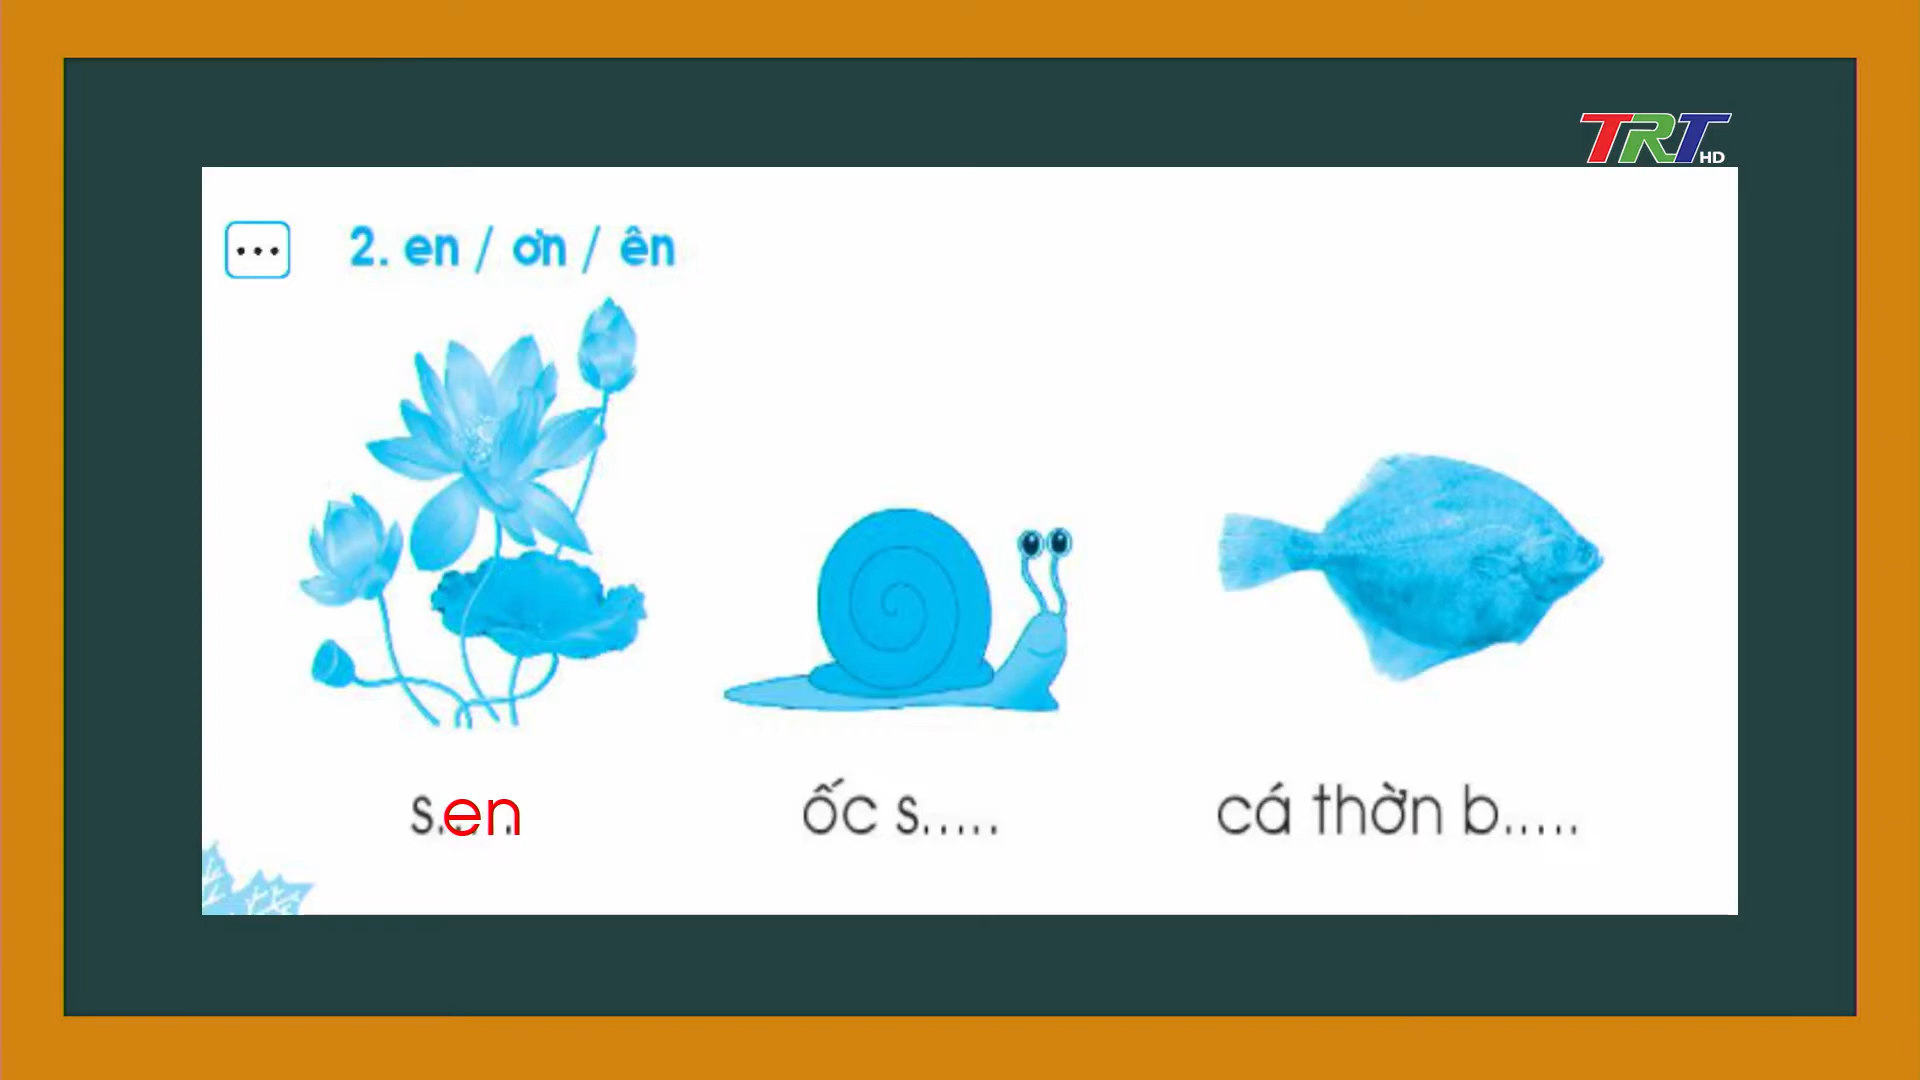 TRT HD
... 2. en / ơn / ên
s.en. ốc s..... cá thờn b.....